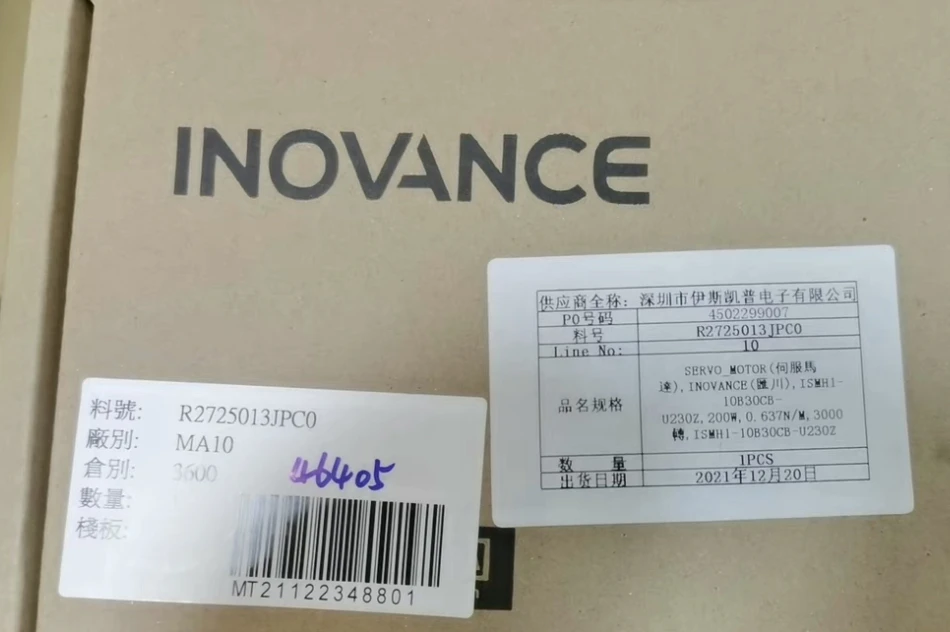 INOVANCE
供应商全称: 深圳市伊斯凯普电子有限公司
PO号码 4502299007
料号 R2725013JPC0
Line No: 10
品名规格 SERVO_MOTOR(伺服馬
達),INOVANCE(匯川),ISMH1-
10B30CB-
U230Z,200W,0.637N/M,3000
轉,ISMH1-10B30CB-U230Z
数 量 1PCS
出货日期 2021年12月20日
料號: R2725013JPC0
廠別: MA10
倉別: 3600
46405
數量:
棧板:
MT21122348801